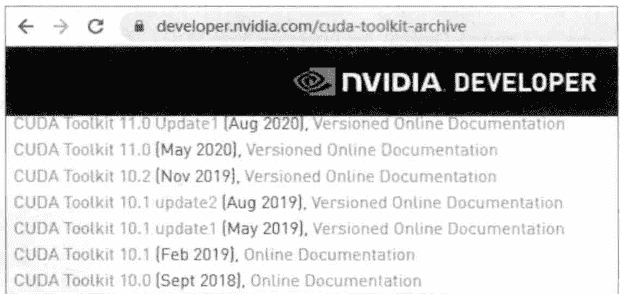 developer.nvidia.com/cuda-toolkit-archive
NVIDIA DEVELOPER
CUDA Toolkit 11.0 Update1 (Aug 2020), Versioned Online Documentation
CUDA Toolkit 11.0 (May 2020), Versioned Online Documentation
CUDA Toolkit 10.2 (Nov 2019), Versioned Online Documentation
CUDA Toolkit 10.1 update2 (Aug 2019), Versioned Online Documentation
CUDA Toolkit 10.1 update1 (May 2019), Versioned Online Documentation
CUDA Toolkit 10.1 (Feb 2019), Online Documentation
CUDA Toolkit 10.0 (Sept 2018), Online Documentation